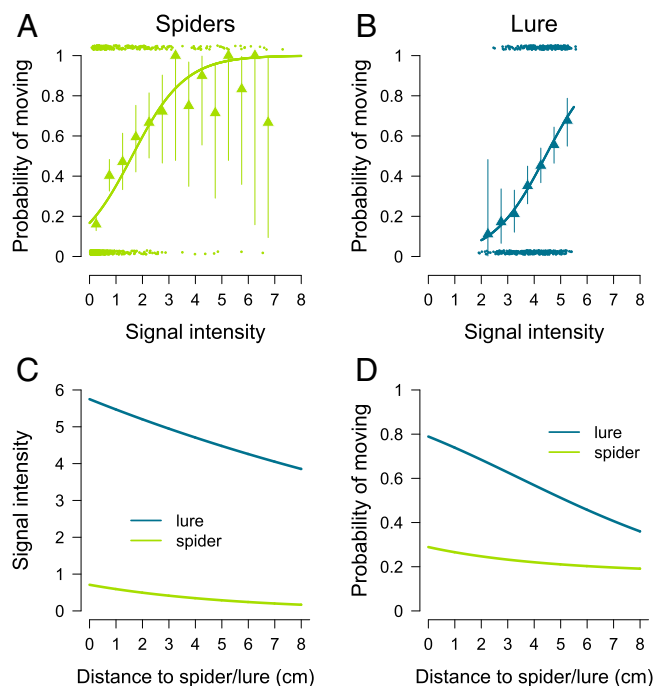 A
Spiders
Probability of moving
1
0.8
0.6
0.4
0.2
0
0 1 2 3 4 5 6 7 8
Signal intensity
B
Lure
Probability of moving
1
0.8
0.6
0.4
0.2
0
0 1 2 3 4 5 6 7 8
Signal intensity
C
Signal intensity
6
5
4
3
2
1
0
lure
spider
0 1 2 3 4 5 6 7 8
Distance to spider/lure (cm)
D
Probability of moving
1
0.8
0.6
0.4
0.2
0
lure
spider
0 1 2 3 4 5 6 7 8
Distance to spider/lure (cm)